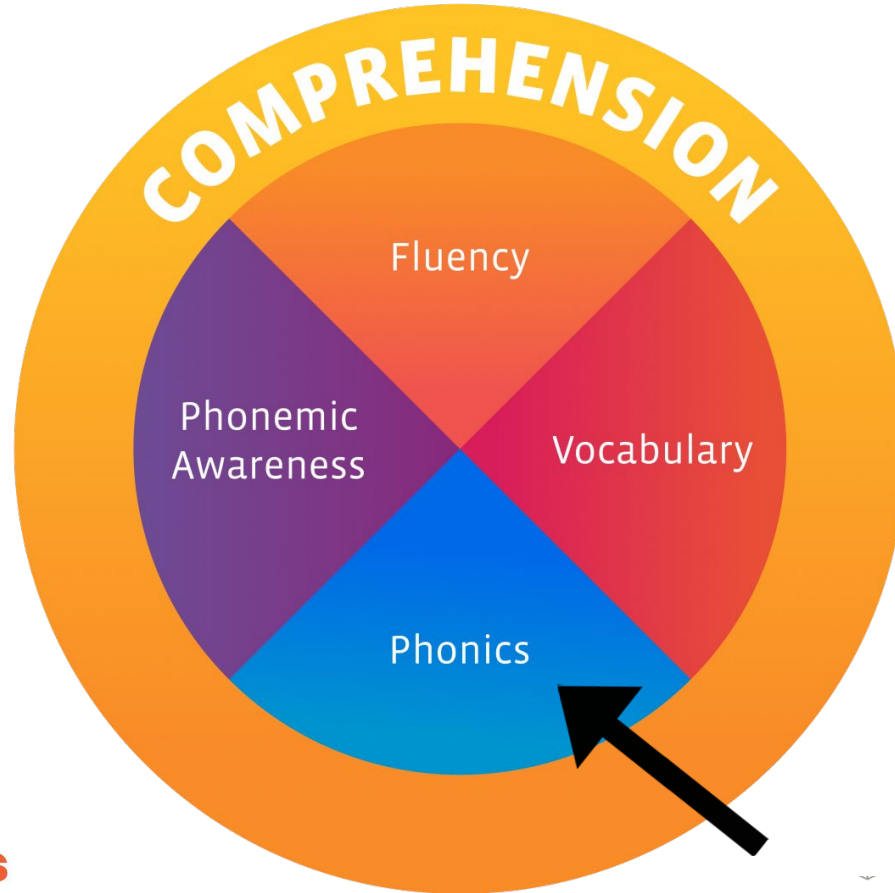 COMPREHENSION
Fluency
Phonemic
Awareness
Vocabulary
Phonics
s